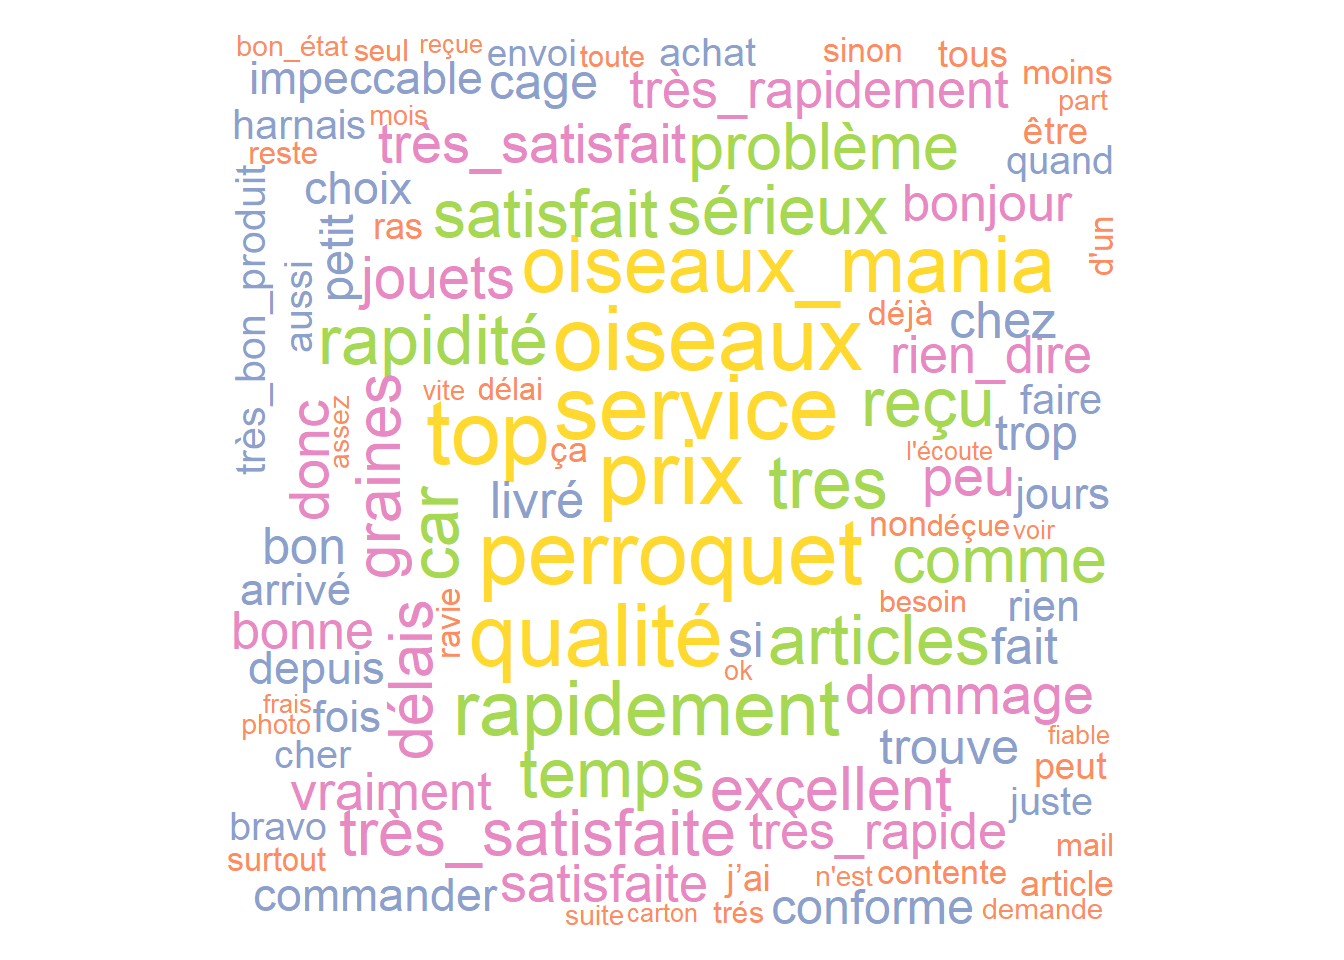 bon_état seul reçue envoi toute achat sinon tous
impeccable cage très_rapidement moins
part
harnais mois très_satisfait problème être
reste quand
choix satisfait sérieux bonjour
très_bon_produit petit ras d'un
aussi jouets oiseaux_mania
rapidité oiseaux déjà chez
rien_dire
vite délai service reçu faire
donc assez graines top ça trop
l'écoute
car livré prix tres peu jours
bon perroquet non déçue voir
comme
arrivé besoin rien
bonne délais ravie qualité si articles fait
depuis ok
frais rapidement dommage
photo fois
cher trouve fiable
temps peut
vraiment excellent juste
bravo très_satisfaite très_rapide
surtout mail
commander satisfaite j’ai n'est contente article
suite carton trés conforme demande